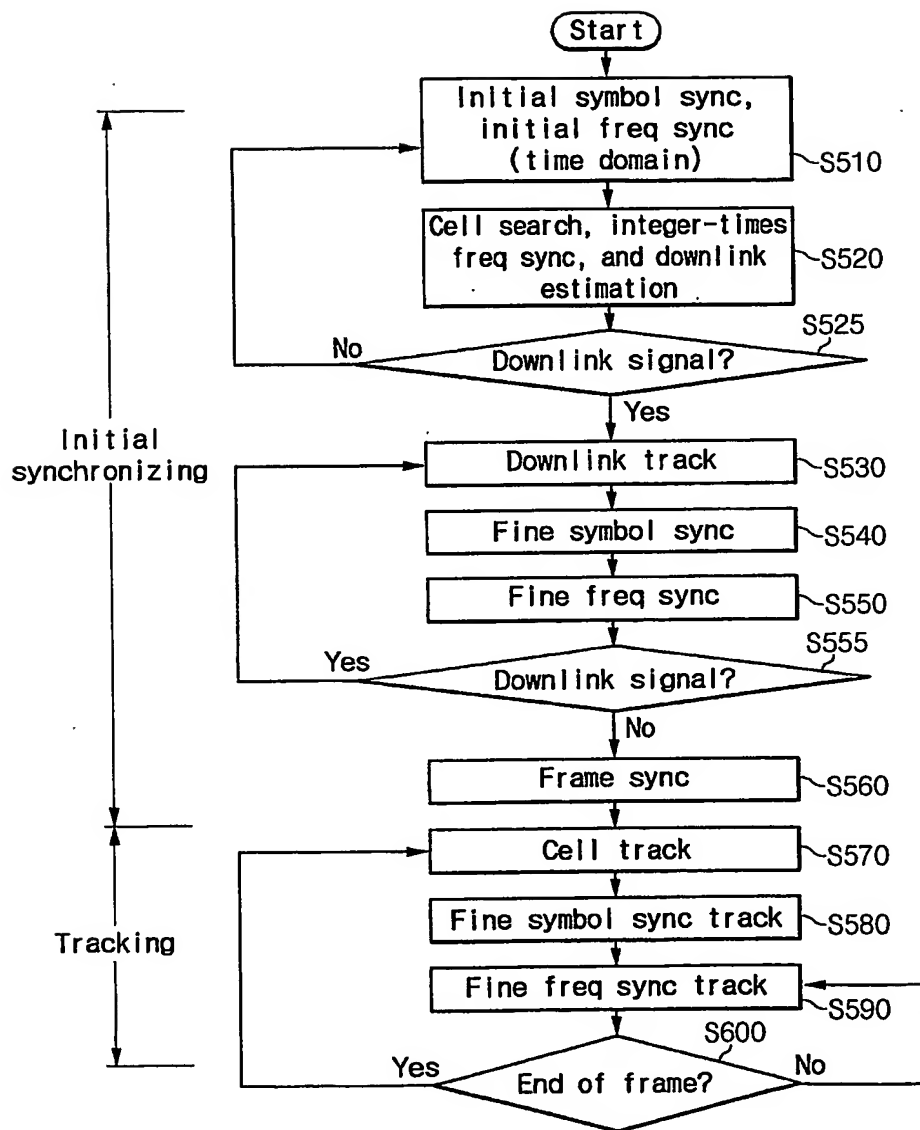 Start
Initial symbol sync,
initial freq sync
(time domain)
S510
Cell search, integer-times
freq sync, and downlink
estimation
S520
S525
No
Downlink signal?
Yes
Initial
synchronizing
Downlink track
S530
Fine symbol sync
S540
Fine freq sync
S550
S555
Yes
Downlink signal?
No
Frame sync
S560
Cell track
S570
Tracking
Fine symbol sync track
S580
Fine freq sync track
S590
S600
Yes
No
End of frame?